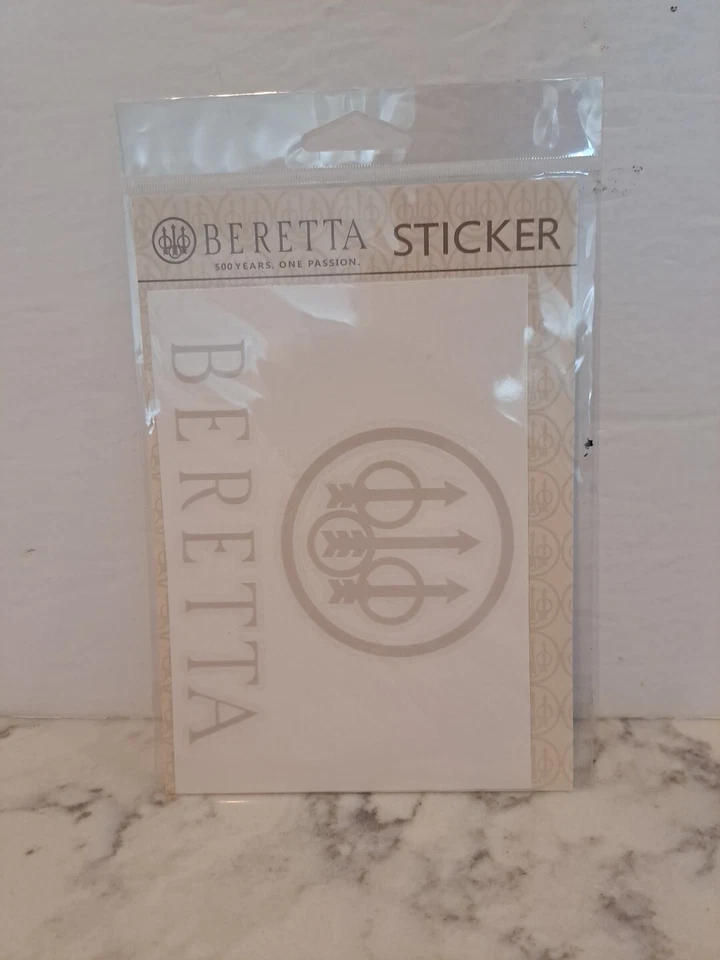 BERETTA STICKER
500 YEARS. ONE PASSION.
BERETTA